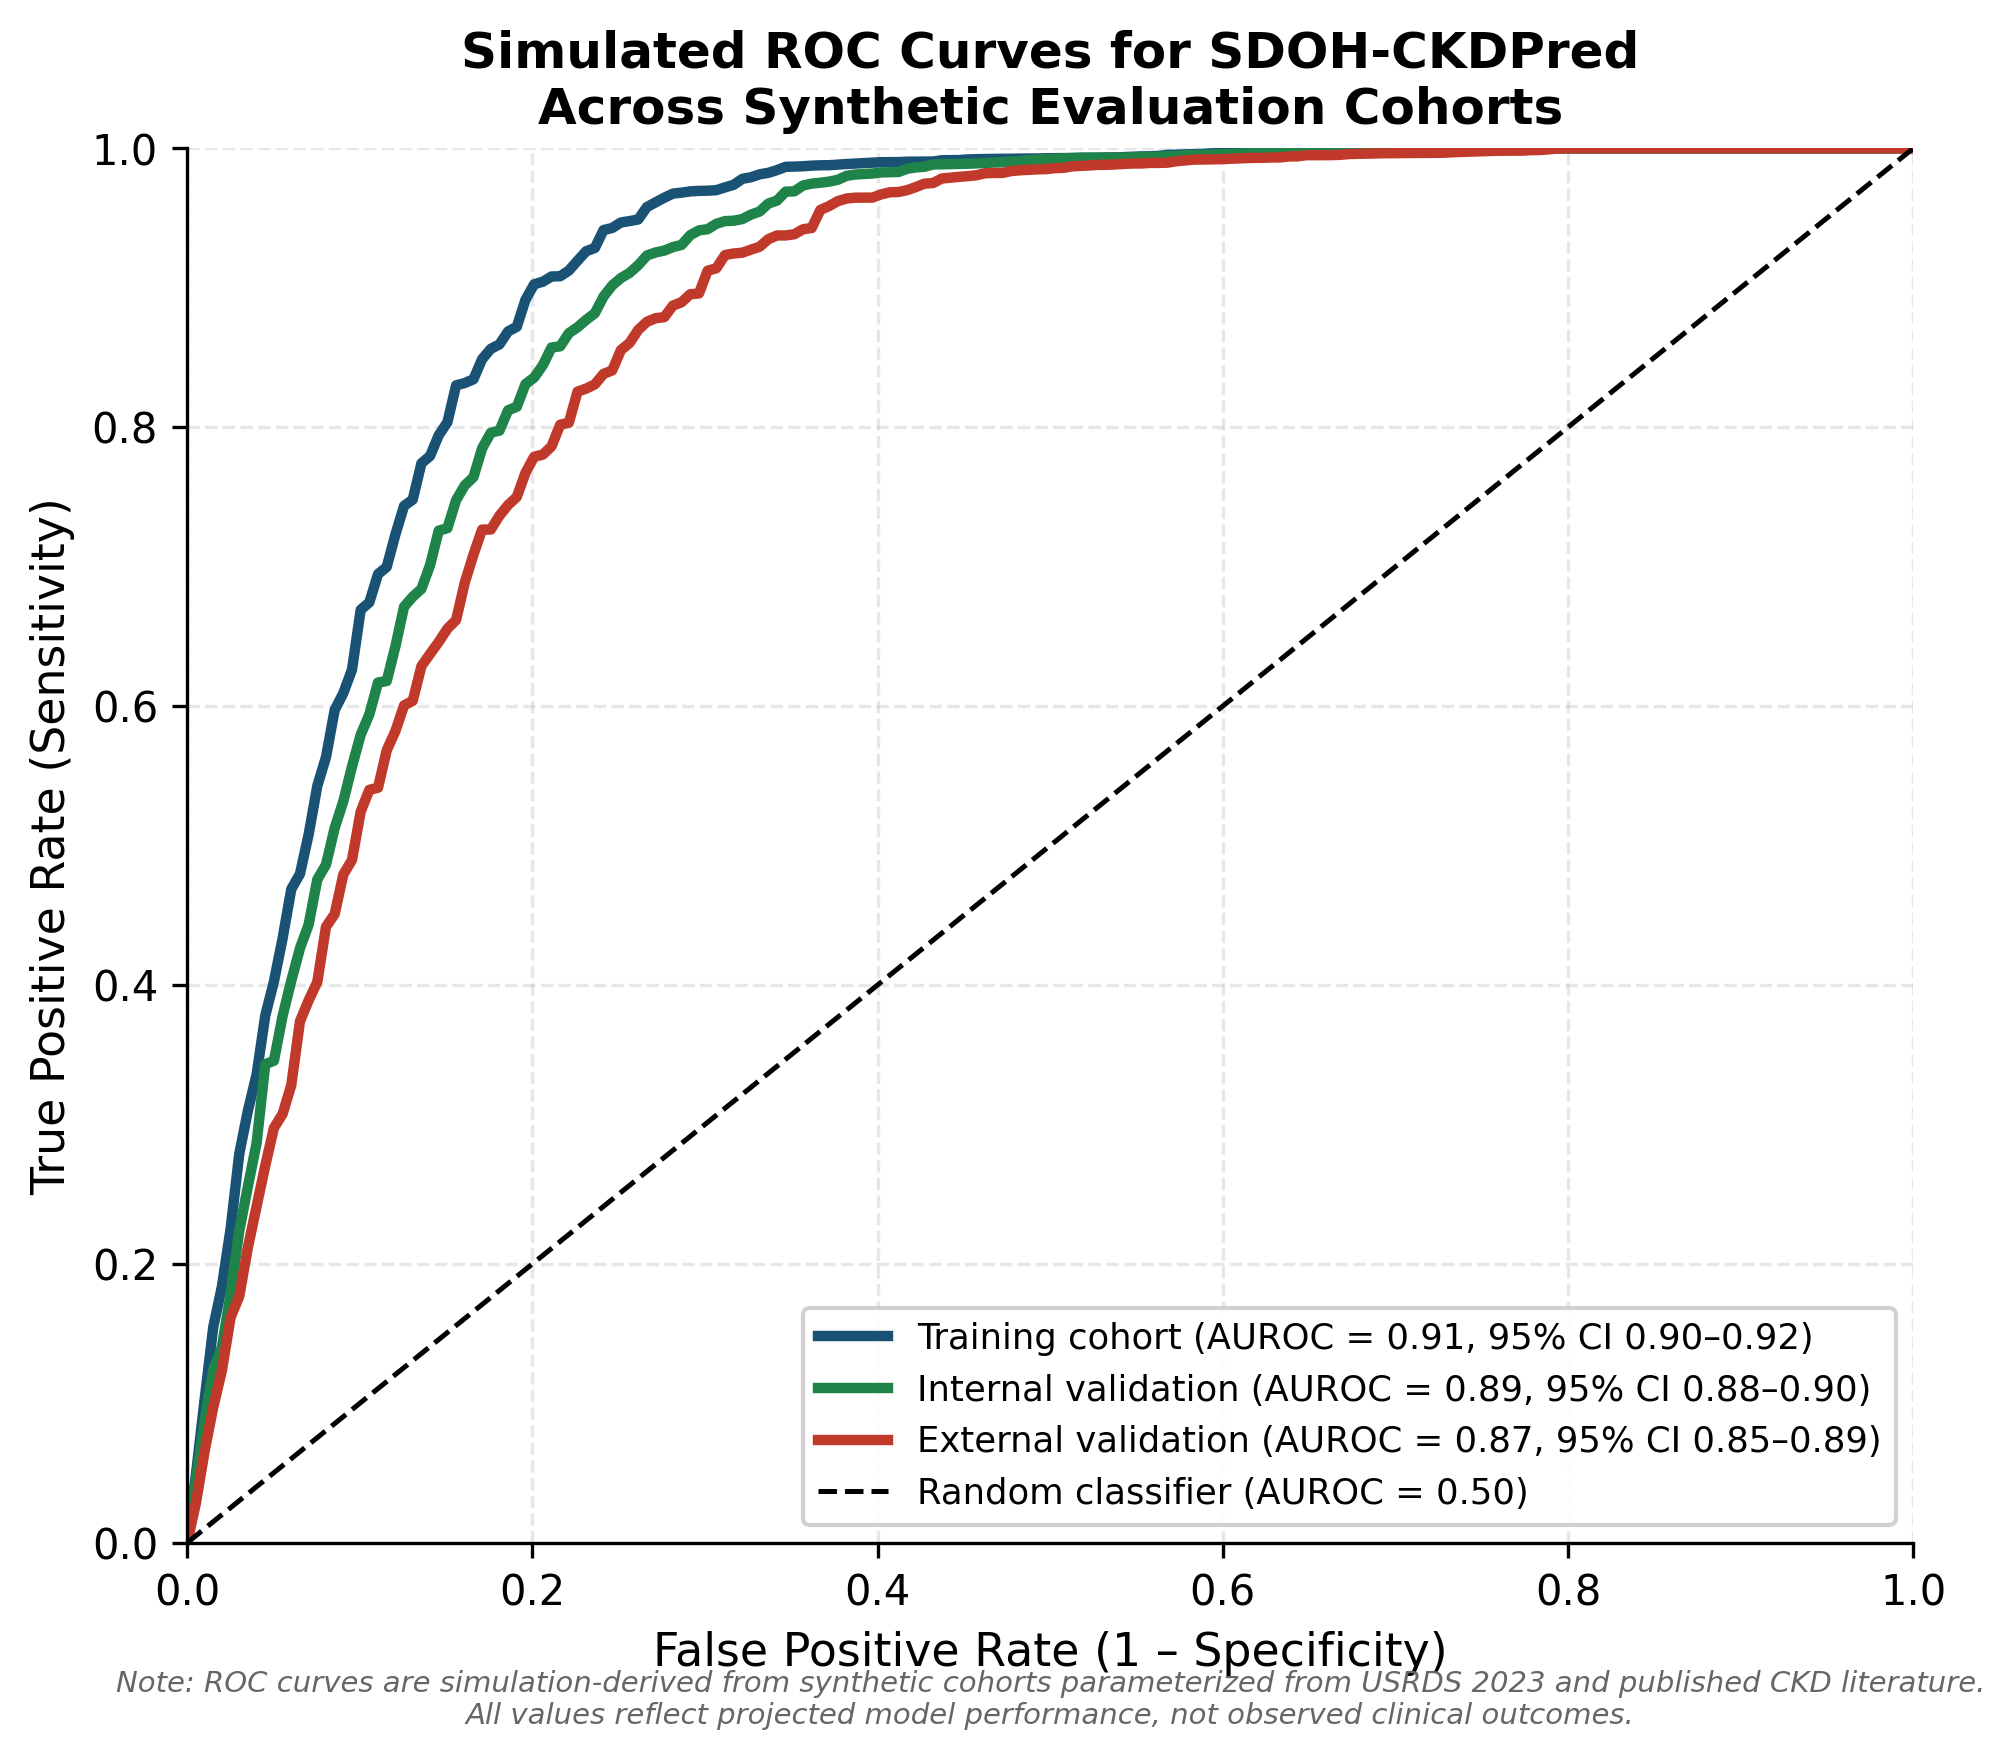 Simulated ROC Curves for SDOH-CKDPred
Across Synthetic Evaluation Cohorts
True Positive Rate (Sensitivity)
1.0
0.8
0.6
0.4
0.2
0.0
Training cohort (AUROC = 0.91, 95% CI 0.90–0.92)
Internal validation (AUROC = 0.89, 95% CI 0.88–0.90)
External validation (AUROC = 0.87, 95% CI 0.85–0.89)
Random classifier (AUROC = 0.50)
0.0 0.2 0.4 0.6 0.8 1.0
False Positive Rate (1 – Specificity)
Note: ROC curves are simulation-derived from synthetic cohorts parameterized from USRDS 2023 and published CKD literature.
All values reflect projected model performance, not observed clinical outcomes.